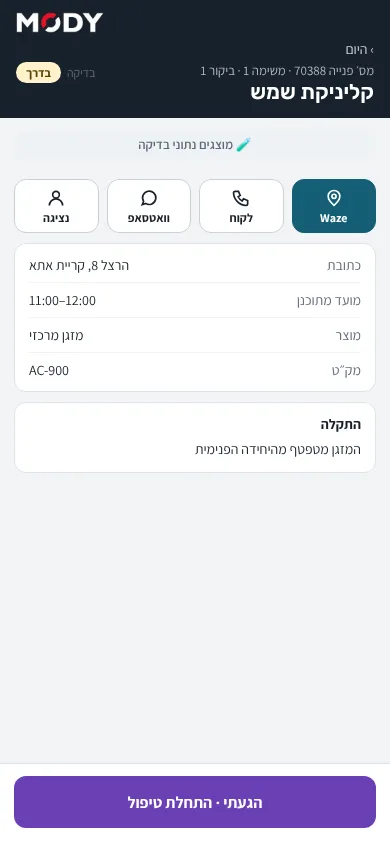 MODY
‹ היום
מס׳ פנייה 70388 · משימה 1 · ביקור 1
בדיקה
בדרך
קליניקת שמש
🧪 מוצגים נתוני בדיקה
Waze
לקוח
וואטסאפ
נציגה
כתובת הרצל 8, קריית אתא
מועד מתוכנן 11:00–12:00
מוצר מזגן מרכזי
מק״ט AC-900
התקלה
המזגן מטפטף מהיחידה הפנימית
הגעתי · התחלת טיפול